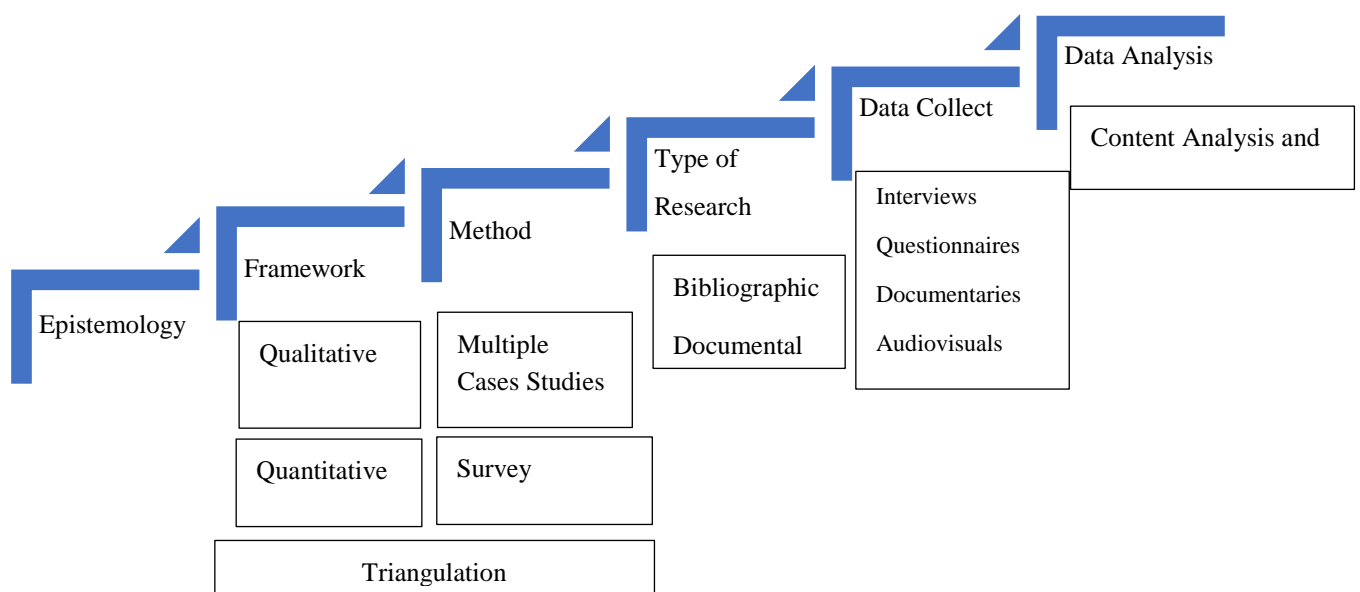 Epistemology
Framework
Qualitative
Quantitative
Method
Multiple
Cases Studies
Survey
Triangulation
Type of
Research
Bibliographic
Documental
Data Collect
Interviews
Questionnaires
Documentaries
Audiovisuals
Data Analysis
Content Analysis and